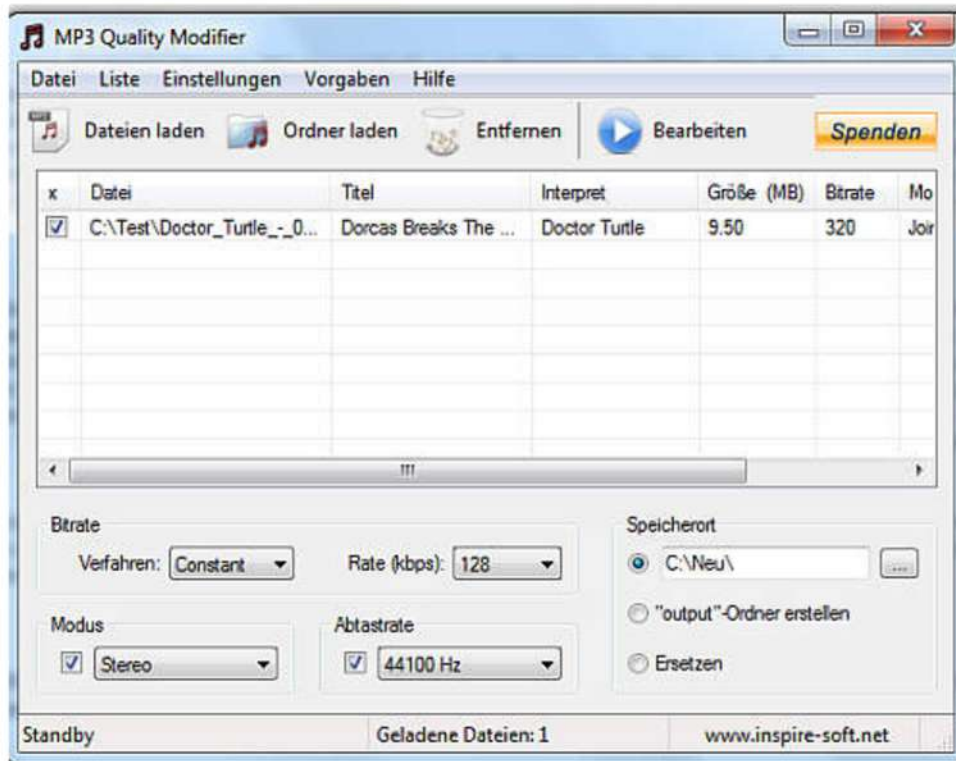 MP3 Quality Modifier
Datei Liste Einstellungen Vorgaben Hilfe
Dateien laden Ordner laden Entfernen Bearbeiten Spenden
x Datei Titel Interpret Größe (MB) Bitrate Mo
C:\Test\Doctor_Turtle_-_0... Dorcas Breaks The ... Doctor Turtle 9.50 320 Join
Bitrate Speicherort
Verfahren: Constant Rate (kbps): 128 C:\Neu\ ...
Modus Abtastrate "output"-Ordner erstellen
Stereo 44100 Hz Ersetzen
Standby Geladene Dateien: 1 www.inspire-soft.net